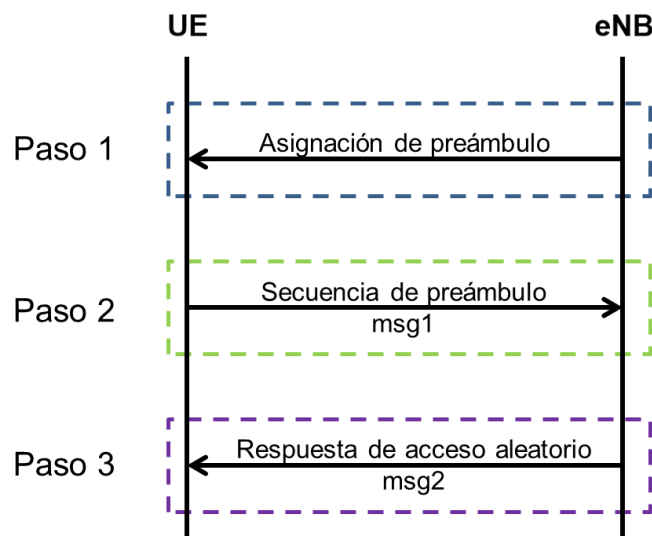 UE
eNB
Paso 1
Asignación de preámbulo
Paso 2
Secuencia de preámbulo
msg1
Paso 3
Respuesta de acceso aleatorio
msg2